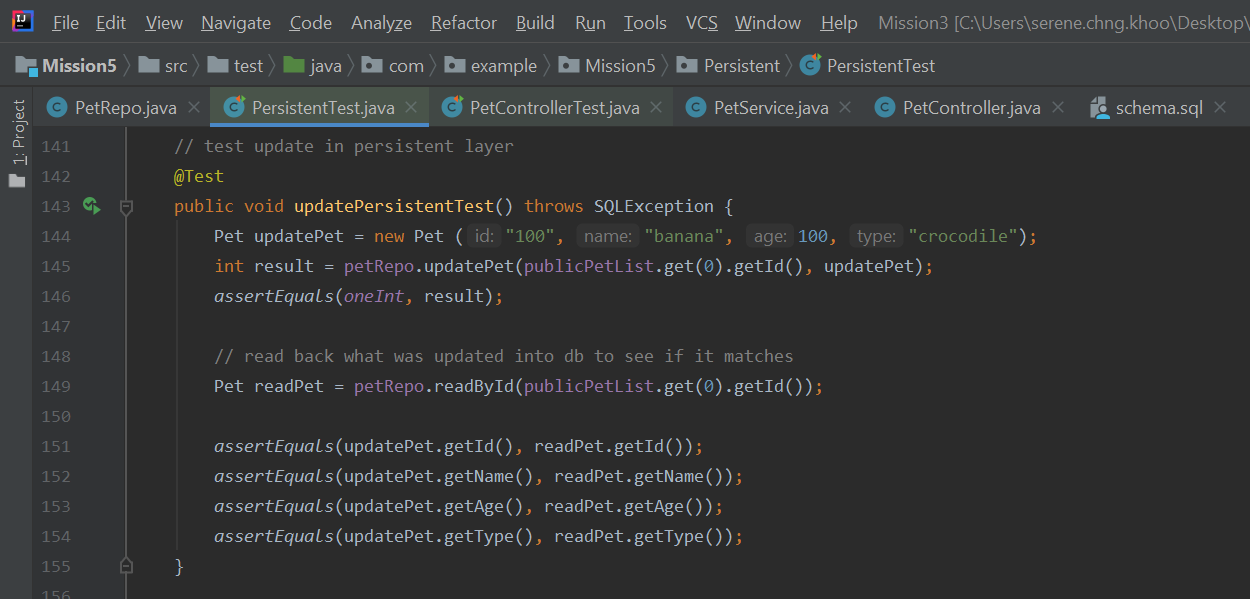 File Edit View Navigate Code Analyze Refactor Build Run Tools VCS Window Help Mission3 [C:\Users\serene.chng.khoo\Desktop\
Mission5 src test java com example Mission5 Persistent PersistentTest
PetRepo.java PersistentTest.java PetControllerTest.java PetService.java PetController.java schema.sql
1: Project
141 // test update in persistent layer
142 @Test
143 public void updatePersistentTest() throws SQLException {
144 Pet updatePet = new Pet ( id: "100", name: "banana", age: 100, type: "crocodile");
145 int result = petRepo.updatePet(publicPetList.get(0).getId(), updatePet);
146 assertEquals(oneInt, result);
147
148 // read back what was updated into db to see if it matches
149 Pet readPet = petRepo.readById(publicPetList.get(0).getId());
150
151 assertEquals(updatePet.getId(), readPet.getId());
152 assertEquals(updatePet.getName(), readPet.getName());
153 assertEquals(updatePet.getAge(), readPet.getAge());
154 assertEquals(updatePet.getType(), readPet.getType());
155 }
156